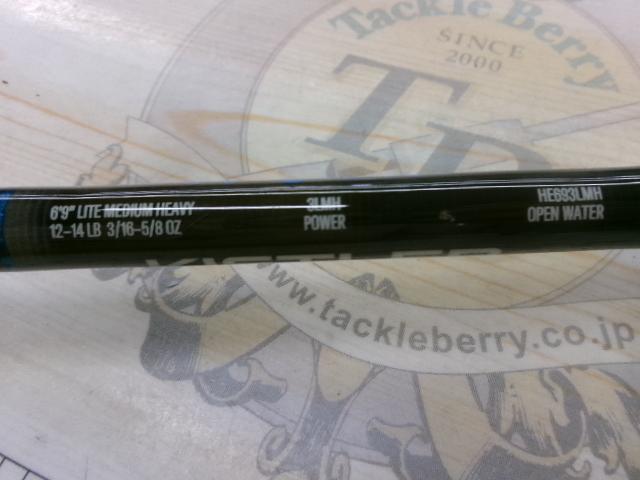 Tackle Berry
SINCE
2000
TB
6'9" LITE MEDIUM HEAVY
12-14 LB 3/16-5/8 OZ
3LMH
POWER
HE693LMH
OPEN WATER
www.tackleberry.co.jp